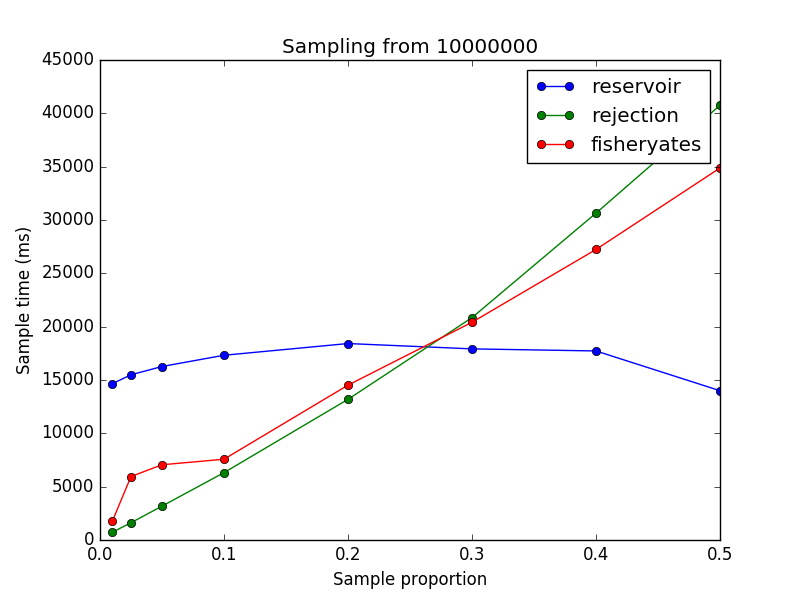 Sampling from 10000000
reservoir
rejection
fisheryates
45000
40000
35000
30000
25000
20000
15000
10000
5000
0
Sample time (ms)
0.0 0.1 0.2 0.3 0.4 0.5
Sample proportion